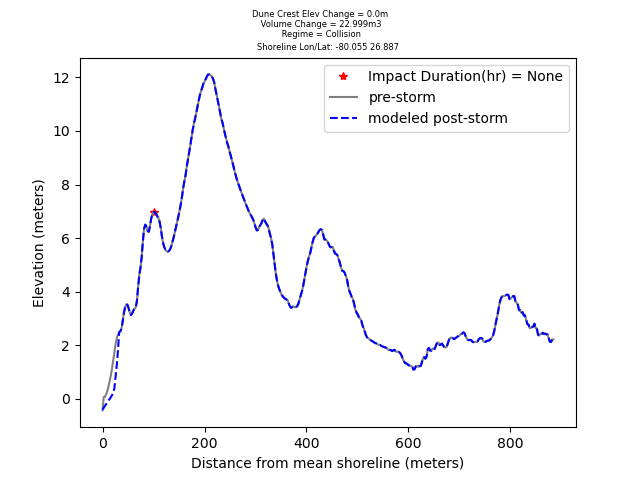 Dune Crest Elev Change = 0.0m
Volume Change = 22.999m3
Regime = Collision
Shoreline Lon/Lat: -80.055 26.887
Impact Duration(hr) = None
pre-storm
modeled post-storm
Elevation (meters)
12
10
8
6
4
2
0
0 200 400 600 800
Distance from mean shoreline (meters)